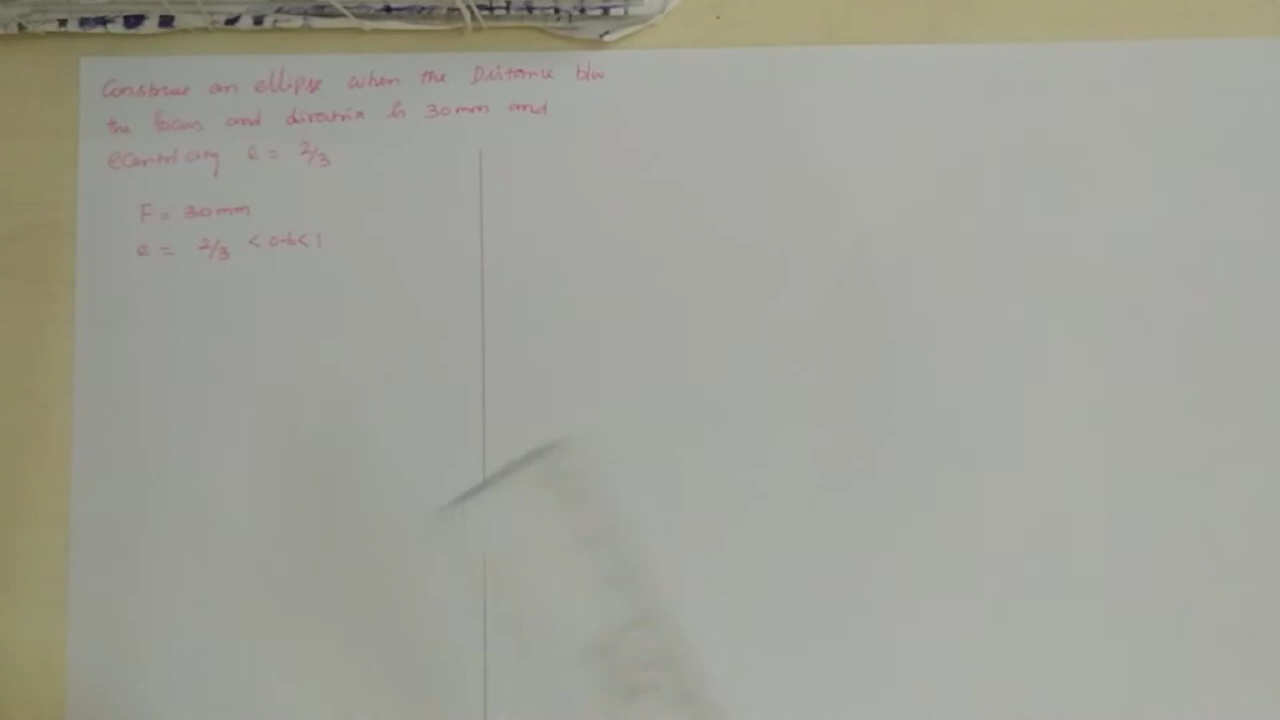 Construe an ellipse when the Distance b/w
the focus and directrix is 30mm and
eccentricity e = 2/3
F = 30mm
e = 2/3 < 0.6 < 1